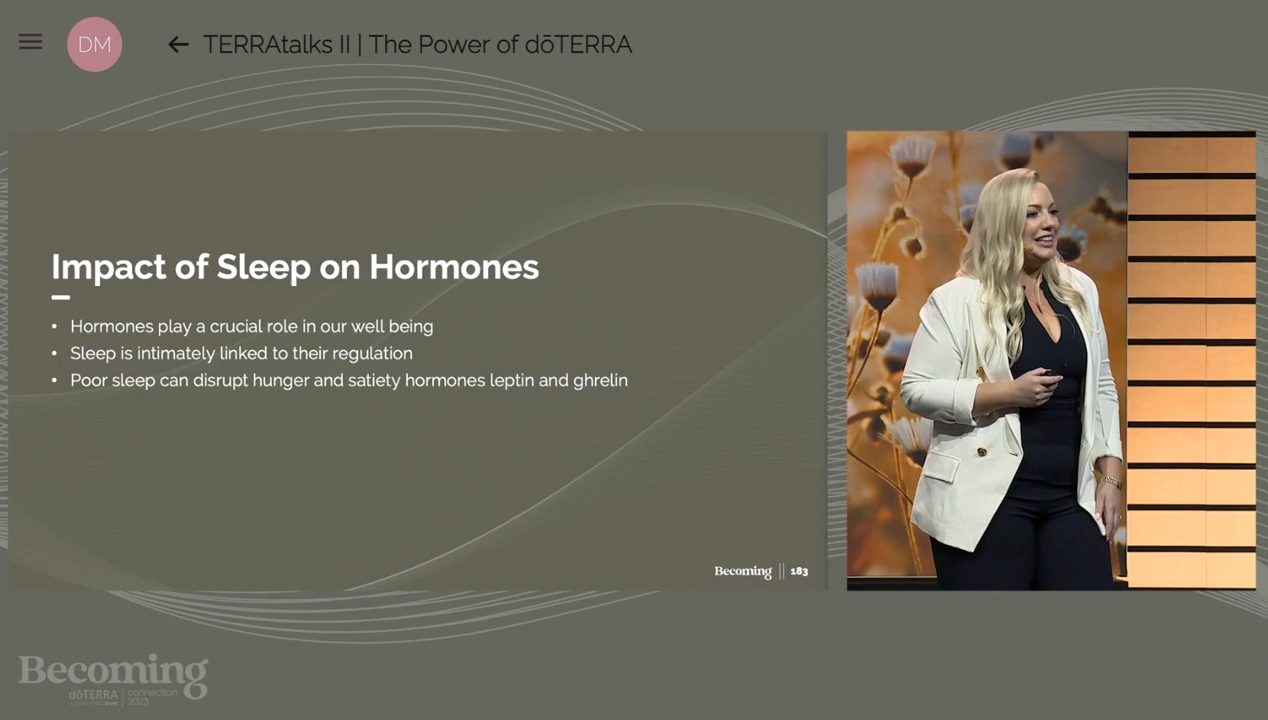 DM
TERRAtalks II | The Power of dōTERRA
Impact of Sleep on Hormones
• Hormones play a crucial role in our well being
• Sleep is intimately linked to their regulation
• Poor sleep can disrupt hunger and satiety hormones leptin and ghrelin
Becoming || 183
Becoming
dōTERRA | connection
2023